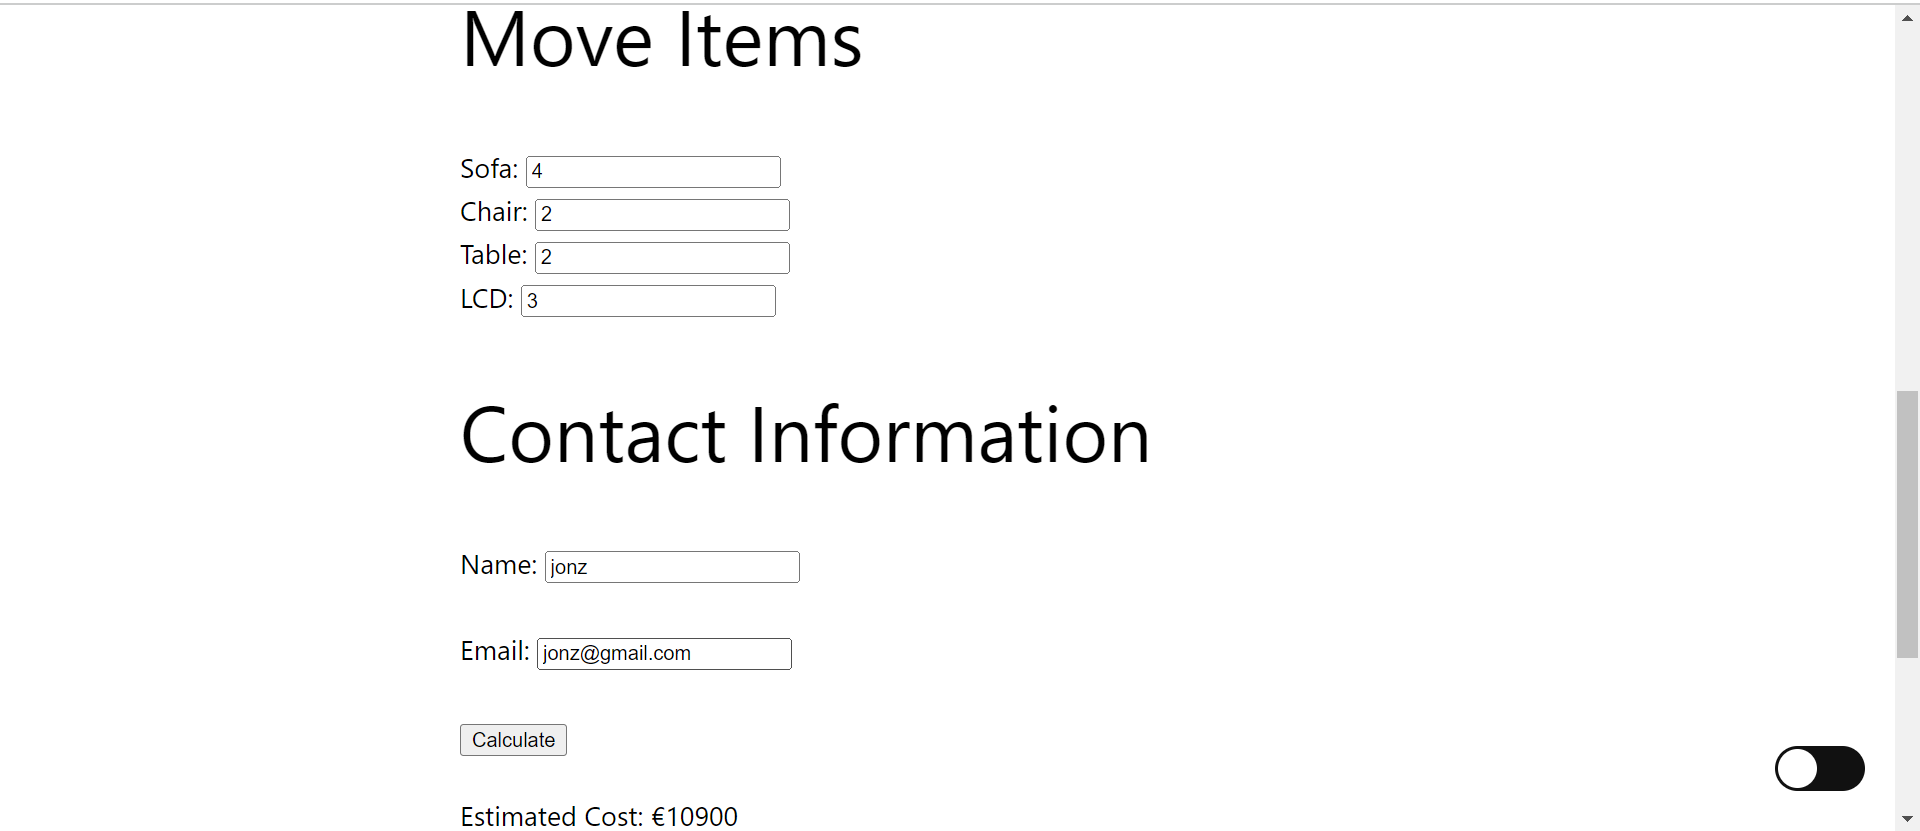 Move Items
Sofa: 4
Chair: 2
Table: 2
LCD: 3
Contact Information
Name: jonz
Email: jonz@gmail.com
Calculate
Estimated Cost: €10900